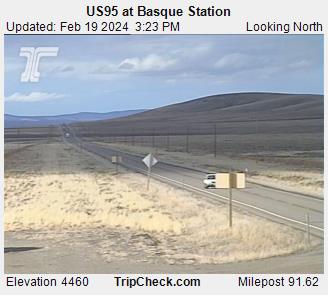 US95 at Basque Station
Updated: Feb 19 2024 3:23 PM Looking North
Elevation 4460 TripCheck.com Milepost 91.62